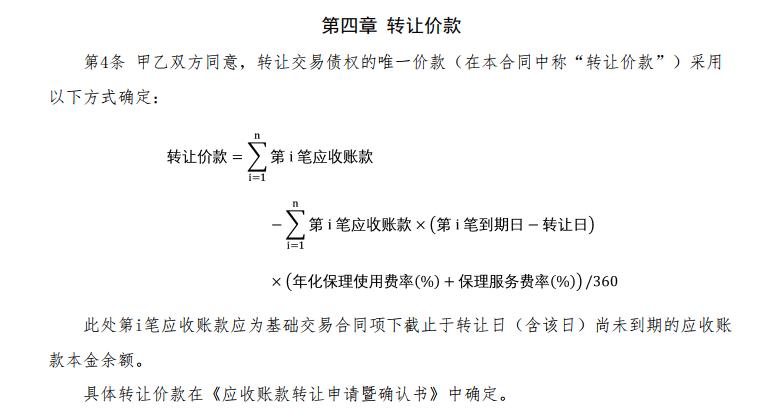 第四章 转让价款
第4条 甲乙双方同意，转让交易债权的唯一价款（在本合同中称“转让价款”）采用
以下方式确定：
转让价款 = ∑_{i=1}^{n} 第 i 笔应收账款
− ∑_{i=1}^{n} 第 i 笔应收账款 × (第 i 笔到期日 − 转让日)
× (年化保理使用费率(%) + 保理服务费率(%)) /360
此处第i笔应收账款应为基础交易合同项下截止于转让日（含该日）尚未到期的应收账
款本金余额。
具体转让价款在《应收账款转让申请暨确认书》中确定。